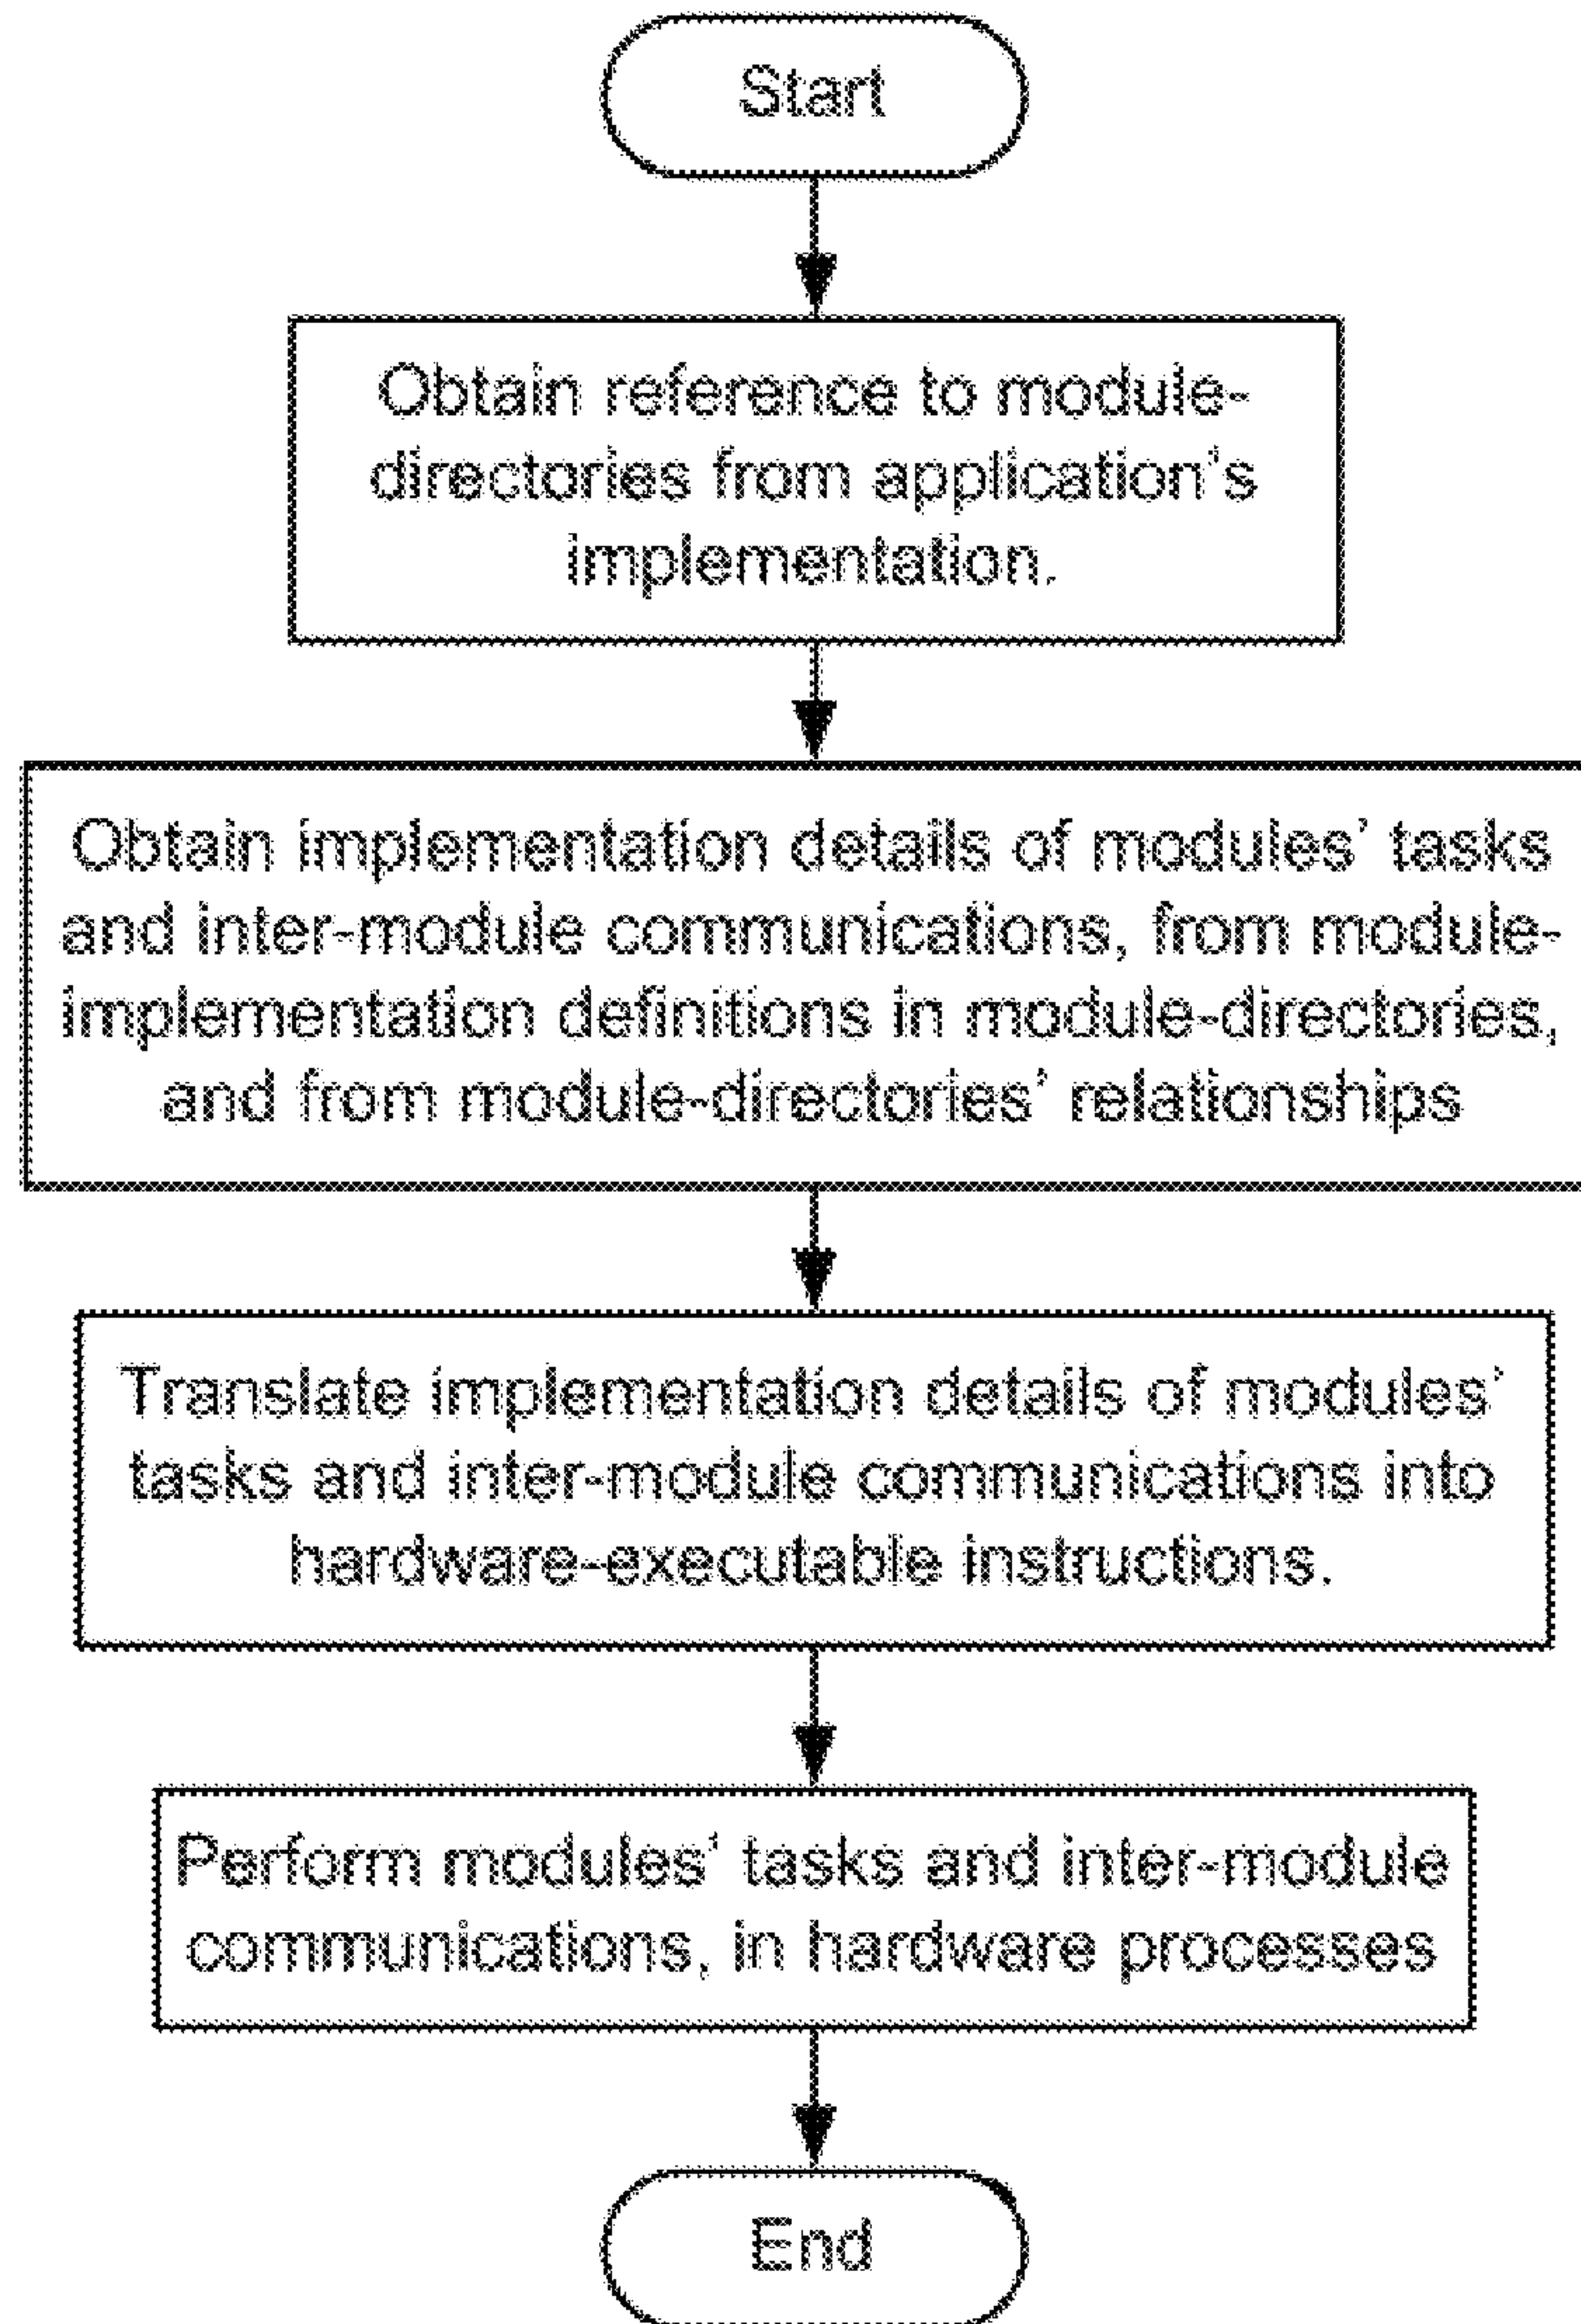 Start
Obtain reference to module-
directories from application's
implementation.
Obtain implementation details of modules' tasks
and inter-module communications, from module-
implementation definitions in module-directories,
and from module-directories' relationships
Translate implementation details of modules'
tasks and inter-module communications into
hardware-executable instructions.
Perform modules' tasks and inter-module
communications, in hardware processes
End